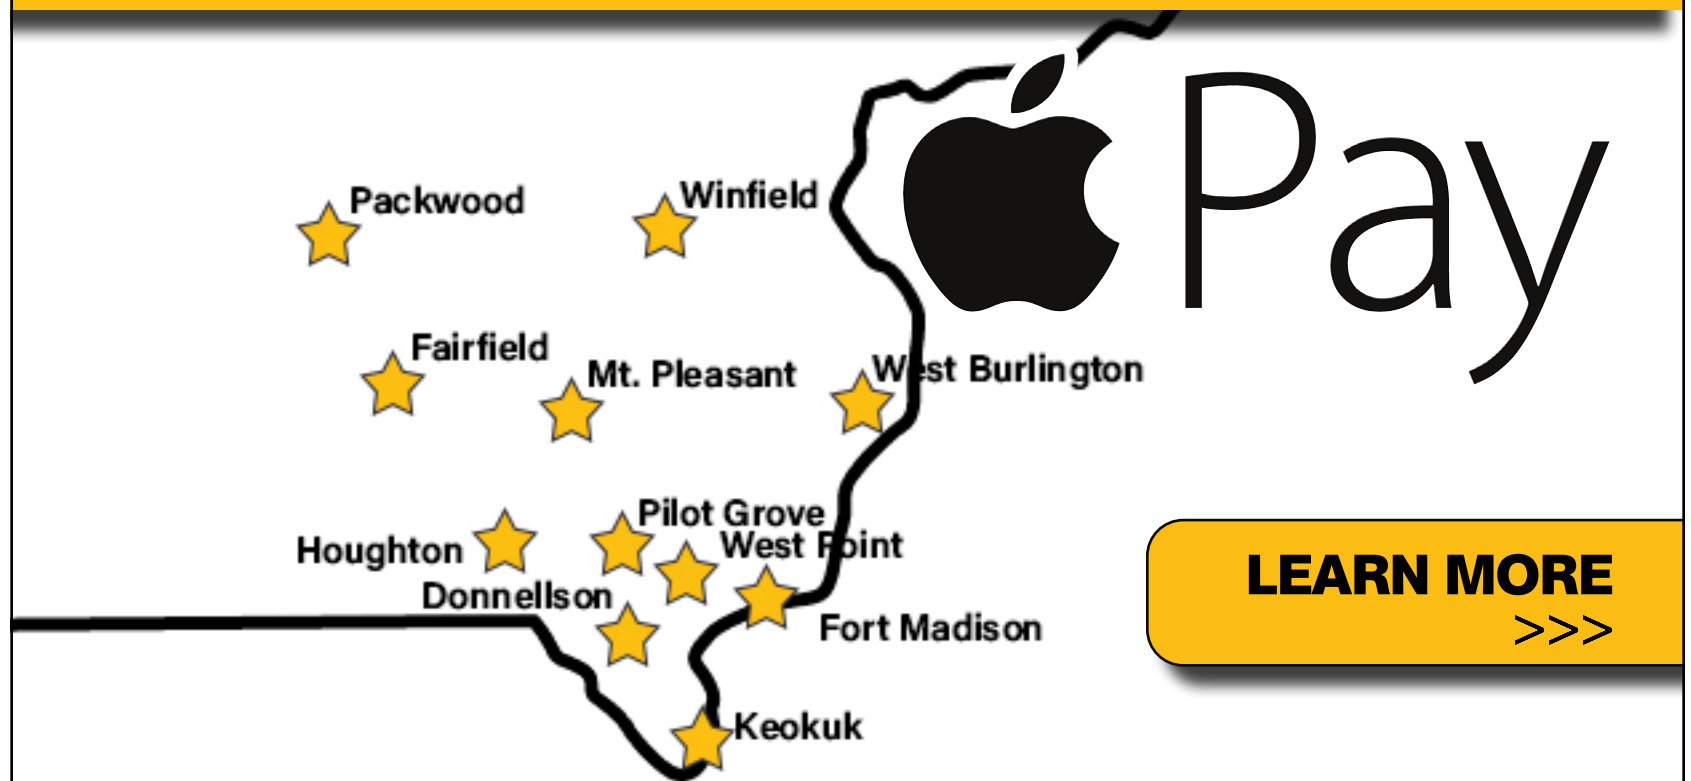 Pay
Packwood
Winfield
Fairfield
Mt. Pleasant
West Burlington
Pilot Grove
West Point
Houghton
Donnellson
Fort Madison
Keokuk
LEARN MORE
>>>